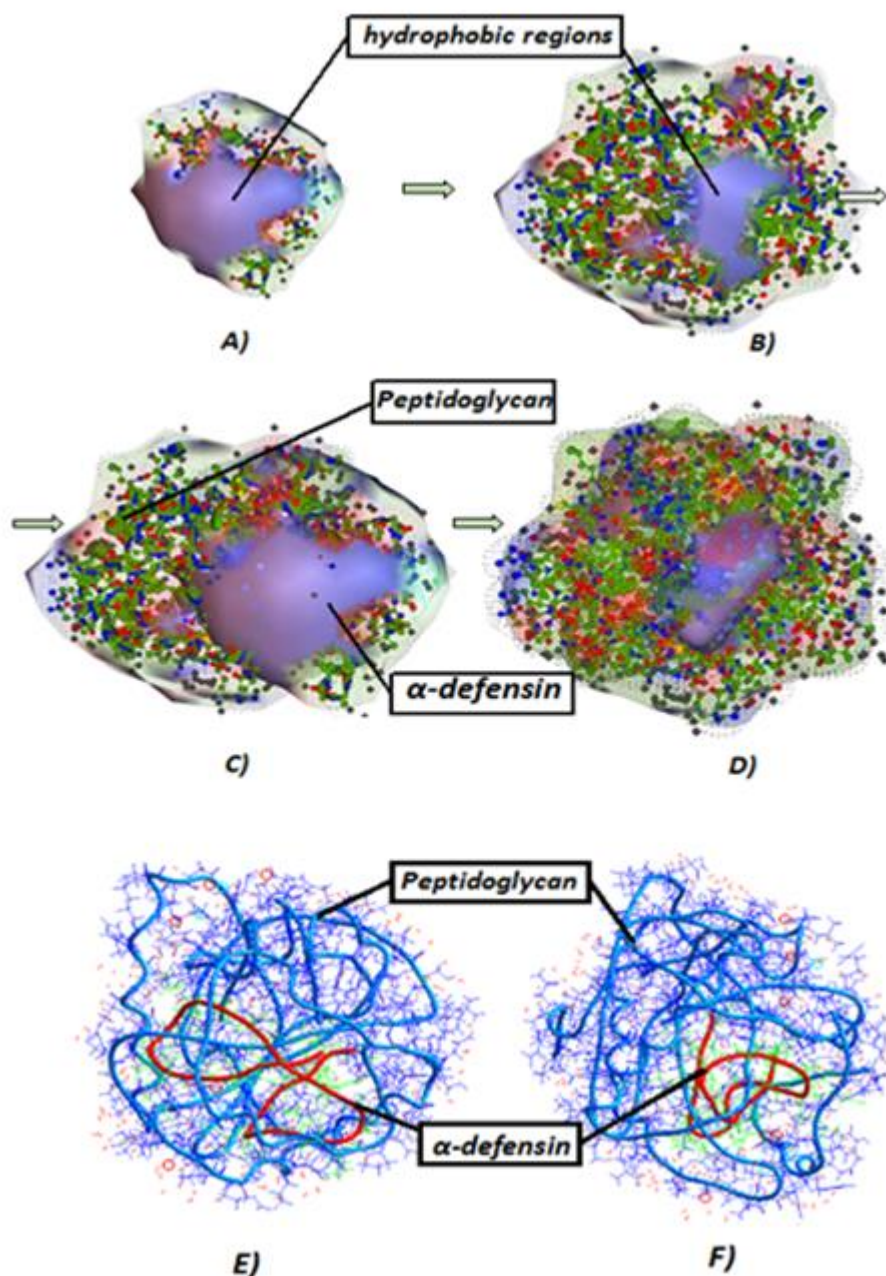 hydrophobic regions
A)
B)
Peptidoglycan
α-defensin
C)
D)
Peptidoglycan
α-defensin
E)
F)